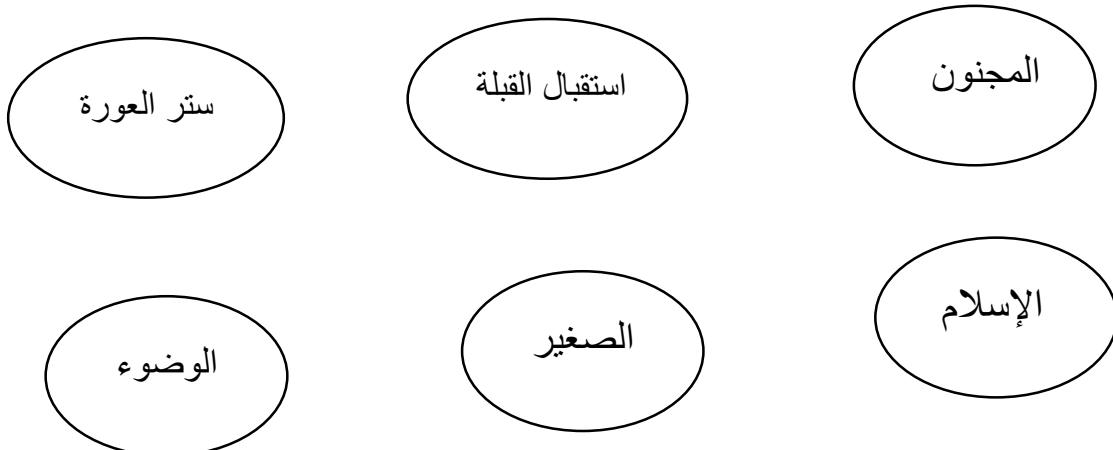 المجنون
استقبال القبلة
ستر العورة
الإسلام
الصغير
الوضوء